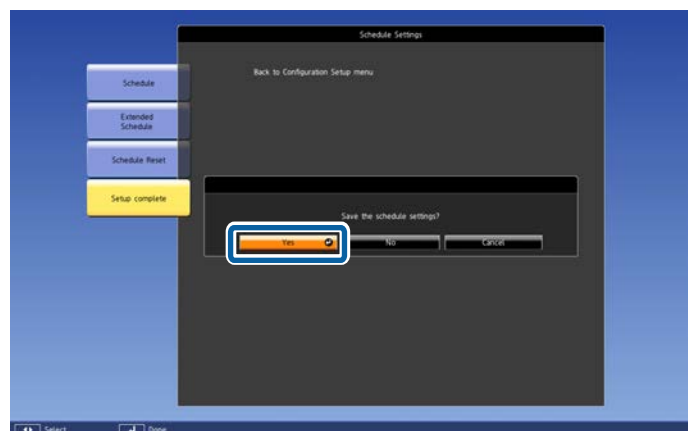 Schedule Settings
Back to Configuration Setup menu
Schedule
Extended
Schedule
Schedule Reset
Setup complete
Save the schedule settings?
Yes
No
Cancel
Select
Done